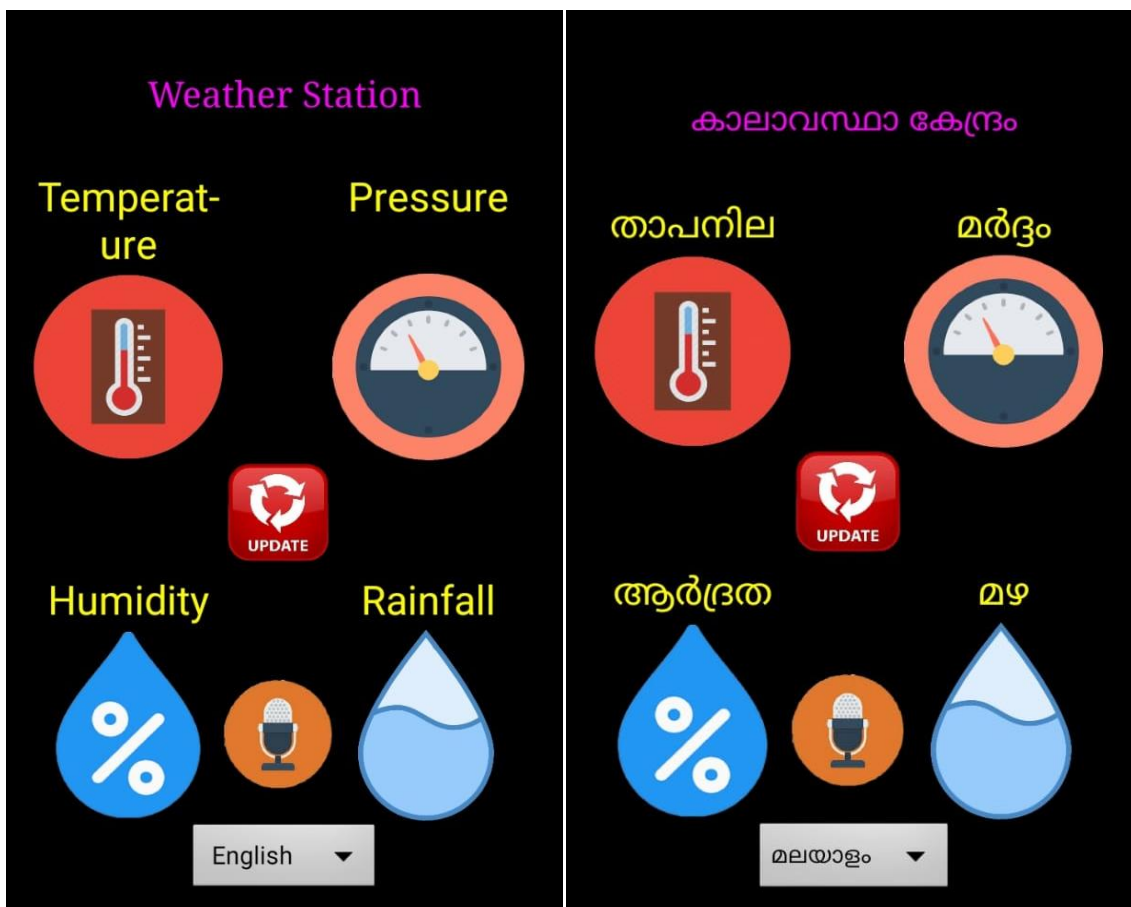 Weather Station
Temperat-
ure
Pressure
UPDATE
Humidity
Rainfall
%
English
കാലാവസ്ഥാ കേന്ദ്രം
താപനില
മർദ്ദം
UPDATE
ആർദ്രത
മഴ
%
മലയാളം